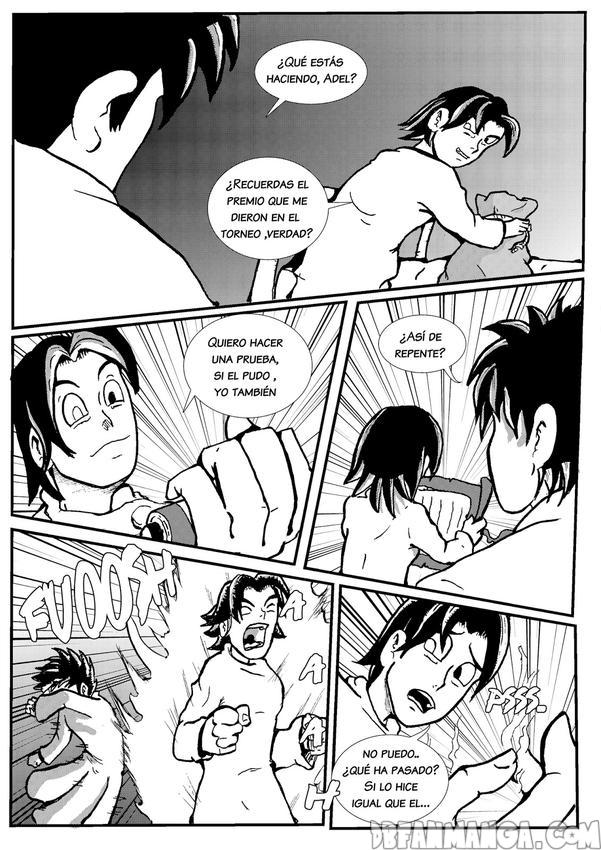 ¿QUÉ ESTÁS
HACIENDO, ADEL?
¿RECUERDAS EL
PREMIO QUE ME
DIERON EN EL
TORNEO ,VERDAD?
QUIERO HACER
UNA PRUEBA,
SI EL PUDO ,
YO TAMBIÉN
¿ASÍ DE
REPENTE?
FUOOSH
A
A
A
H
PSSS.
NO PUEDO..
¿QUÉ HA PASADO?
SI LO HICE
IGUAL QUE EL...
DBFANMANGA.COM